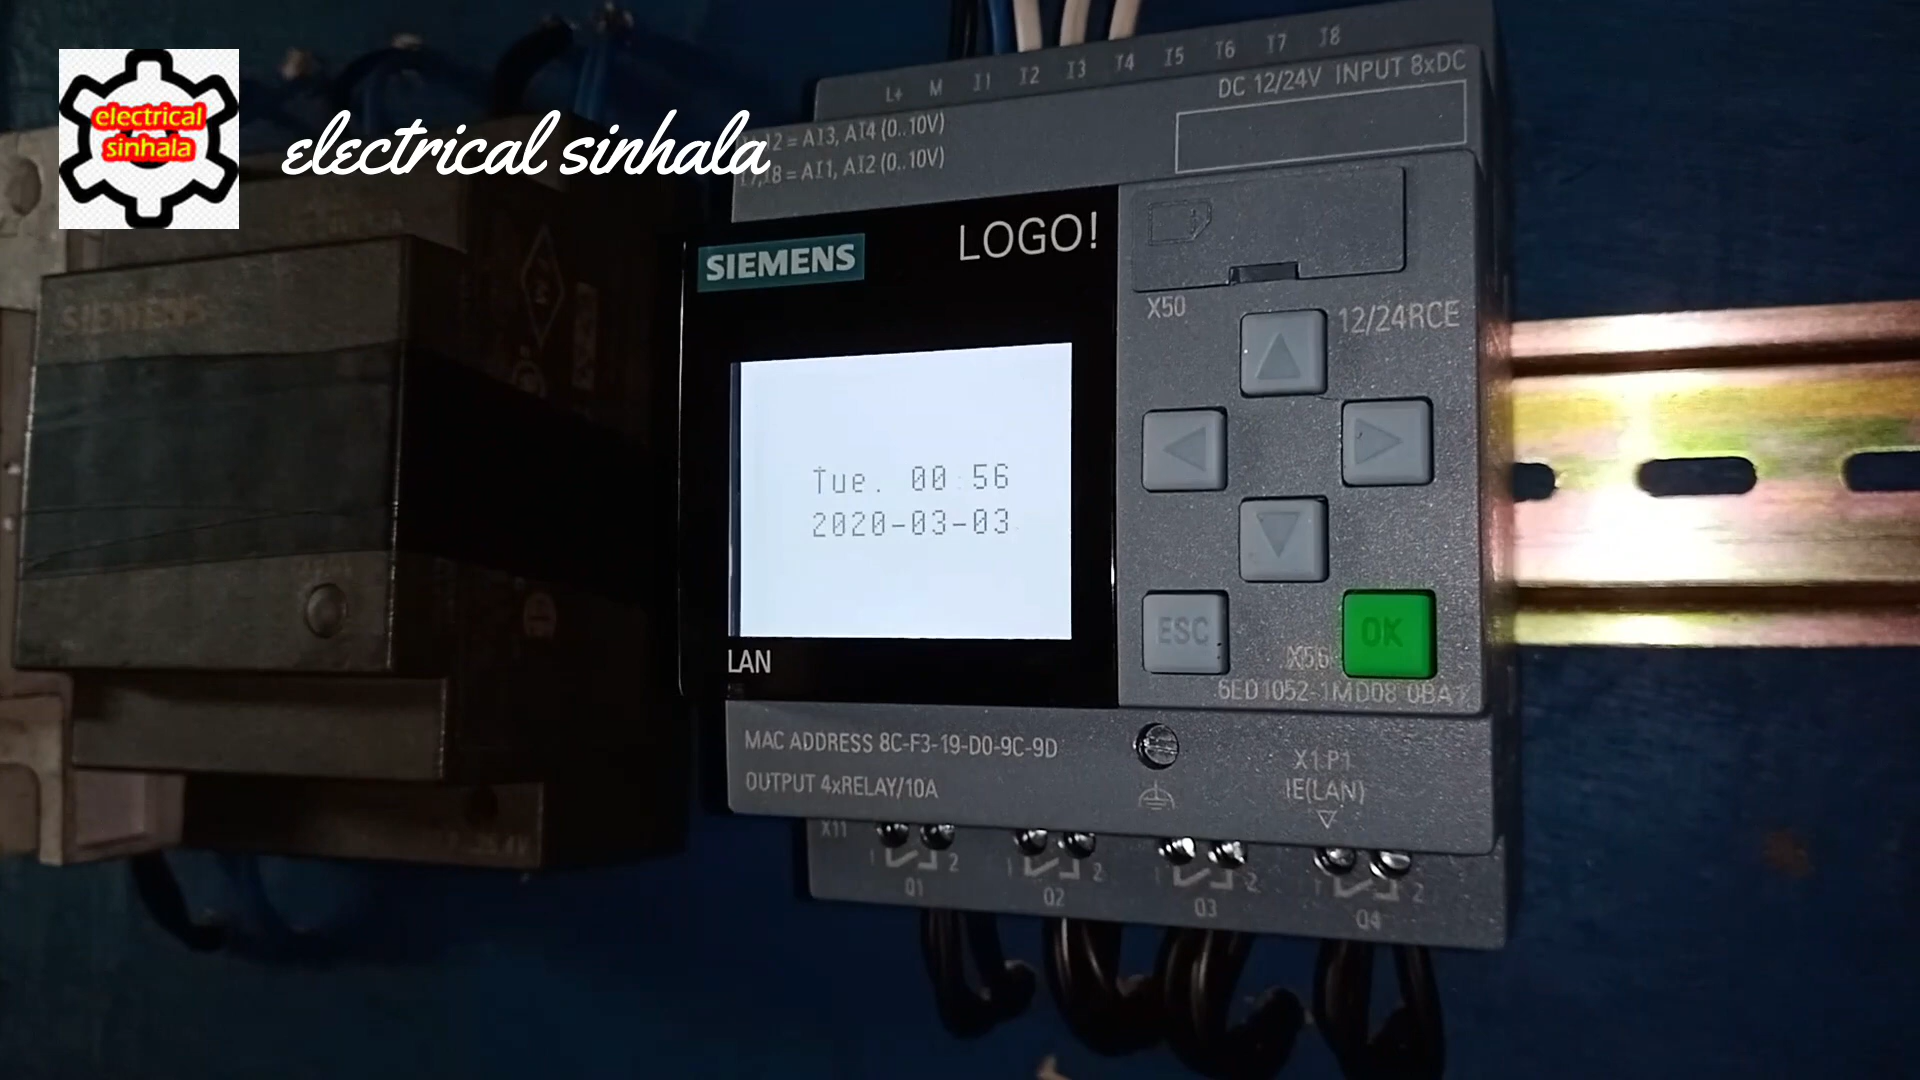 electrical
sinhala
electrical sinhala
L+ M I1 I2 I3 I4 I5 I6 I7 I8
DC 12/24V INPUT 8xDC
= AI3, AI4 (0..10V)
= AI1, AI2 (0..10V)
SIEMENS
LOGO!
SIEMENS
X50
12/24RCE
Tue. 00:56
2020-03-03
ESC
OK
LAN
X56
6ED1052-1MD08 0BA1
MAC ADDRESS 8C-F3-19-D0-9C-9D
X1P1
OUTPUT 4xRELAY/10A
IE(LAN)
X11
1 2 1 2 1 2 1 2
Q1 Q2 Q3 Q4